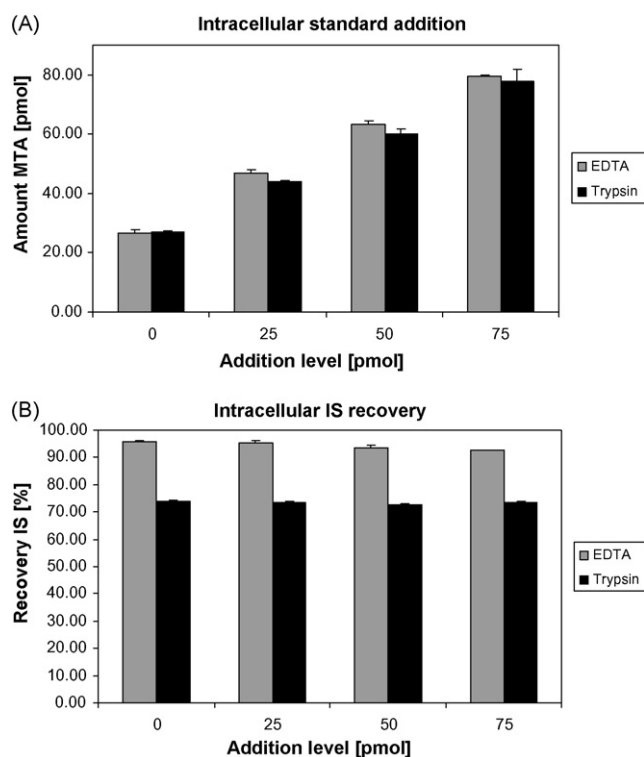 (A)
Intracellular standard addition
Amount MTA [pmol]
80.00
60.00
40.00
20.00
0.00
0 25 50 75
Addition level [pmol]
EDTA
Trypsin
(B)
Intracellular IS recovery
Recovery IS [%]
100.00
90.00
80.00
70.00
60.00
50.00
40.00
30.00
20.00
10.00
0.00
0 25 50 75
Addition level [pmol]
EDTA
Trypsin